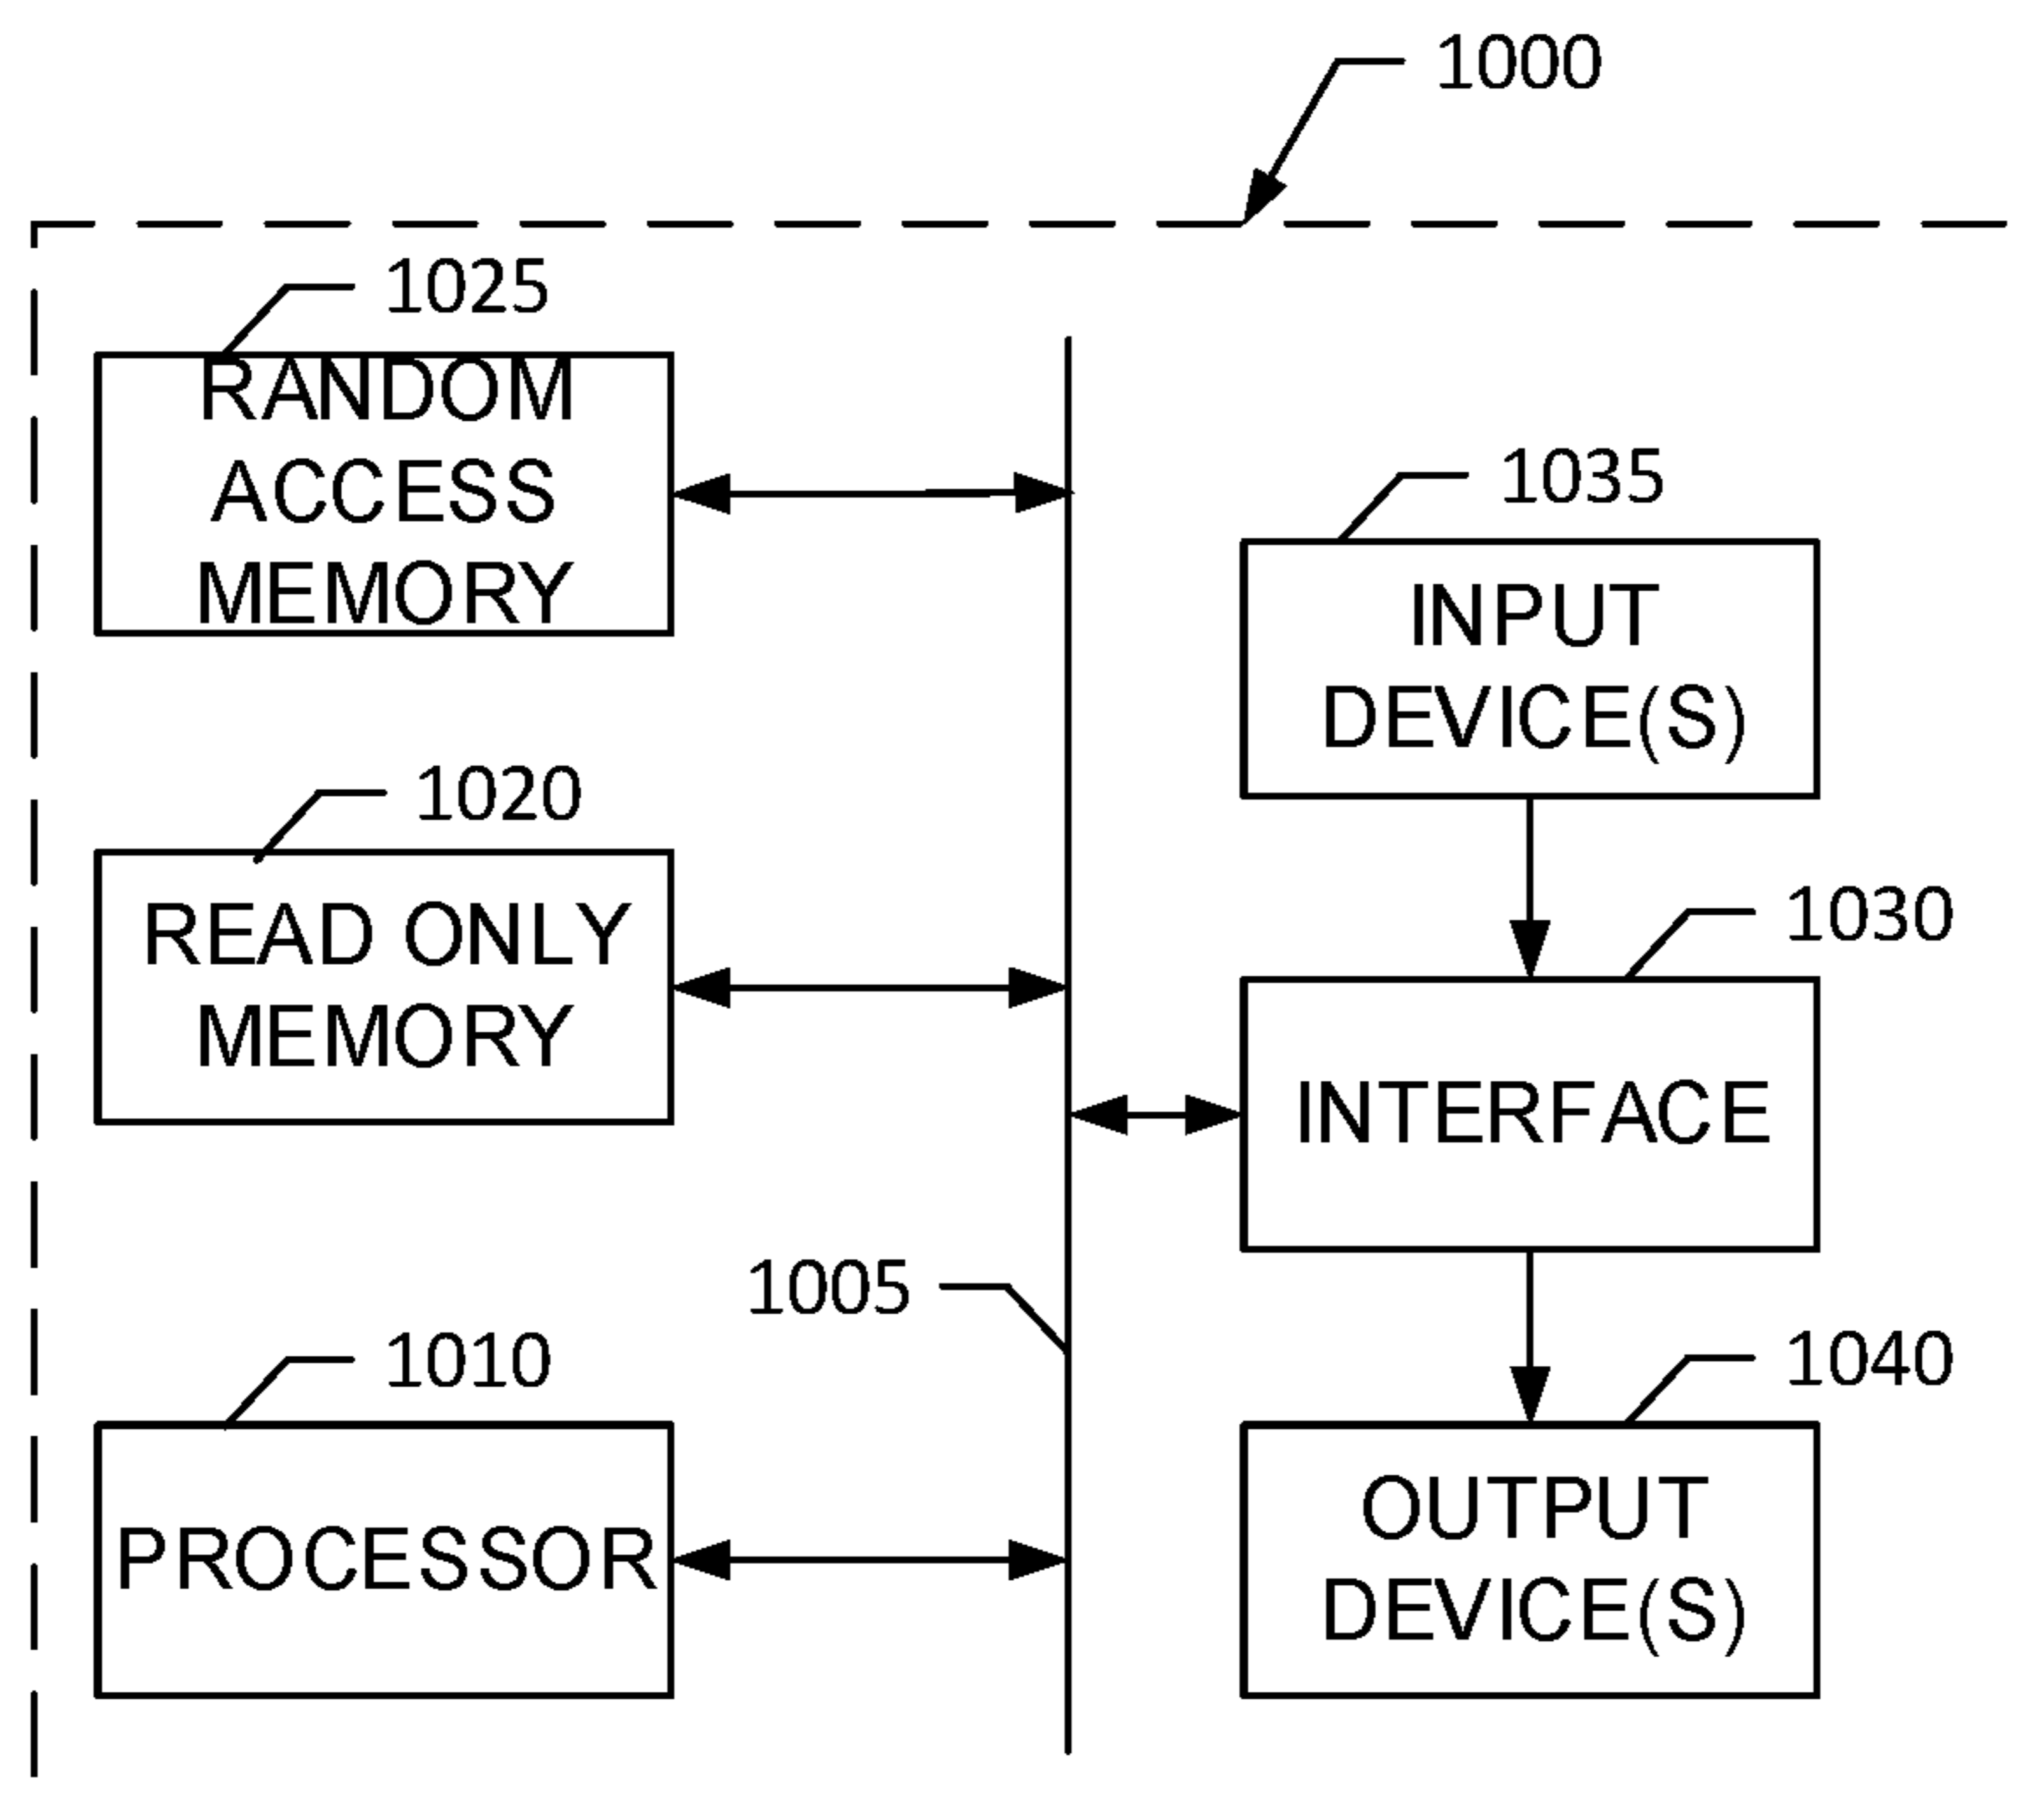 1000
1025
RANDOM
ACCESS
MEMORY
1035
INPUT
DEVICE(S)
1020
READ ONLY
MEMORY
1030
INTERFACE
1005
1010
PROCESSOR
1040
OUTPUT
DEVICE(S)